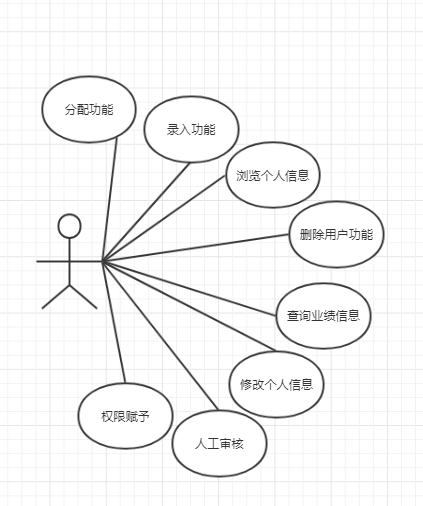 分配功能
录入功能
浏览个人信息
删除用户功能
查询业绩信息
修改个人信息
权限赋予
人工审核